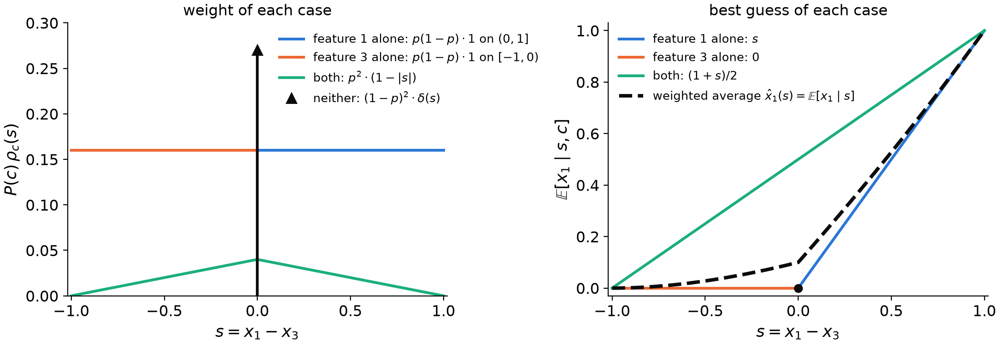 weight of each case
0.30
0.25
0.20
0.15
0.10
0.05
0.00
P(c) ρ_c(s)
feature 1 alone: p(1 − p) · 1 on (0, 1]
feature 3 alone: p(1 − p) · 1 on [−1, 0)
both: p² · (1 − |s|)
neither: (1 − p)² · δ(s)
−1.0 −0.5 0.0 0.5 1.0
s = x₁ − x₃
best guess of each case
1.0
0.8
0.6
0.4
0.2
0.0
𝔼[x₁ | s, c]
feature 1 alone: s
feature 3 alone: 0
both: (1 + s)/2
weighted average x̂₁(s) = 𝔼[x₁ | s]
−1.0 −0.5 0.0 0.5 1.0
s = x₁ − x₃